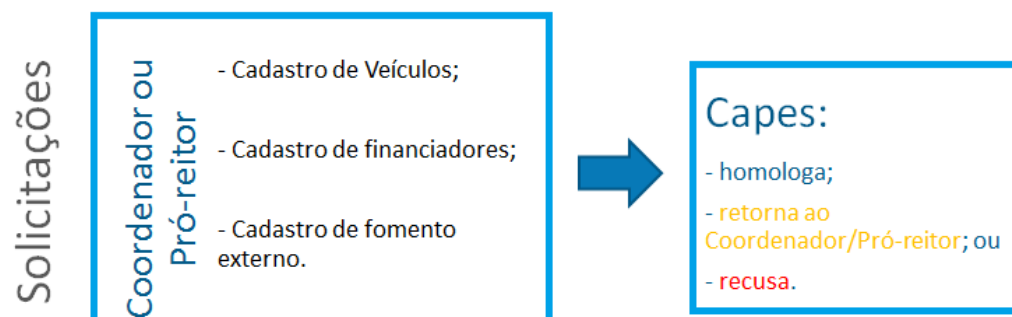 Solicitações
Coordenador ou
Pró-reitor
- Cadastro de Veículos;
- Cadastro de financiadores;
- Cadastro de fomento
externo.
Capes:
- homologa;
- retorna ao
Coordenador/Pró-reitor; ou
- recusa.